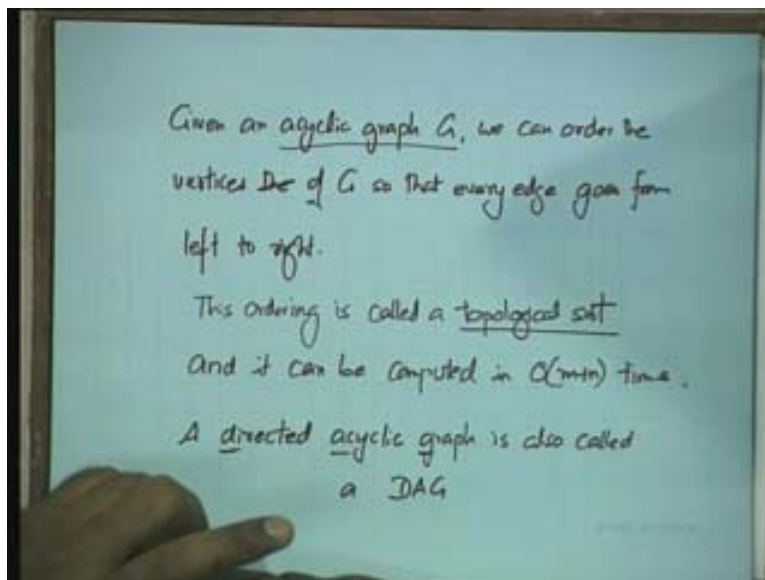 Given an acyclic graph G, we can order the
vertices of G so that every edge goes from
left to right.
This ordering is called a topological sort
And it can be computed in O(m+n) time.
A directed acyclic graph is also called
a DAG